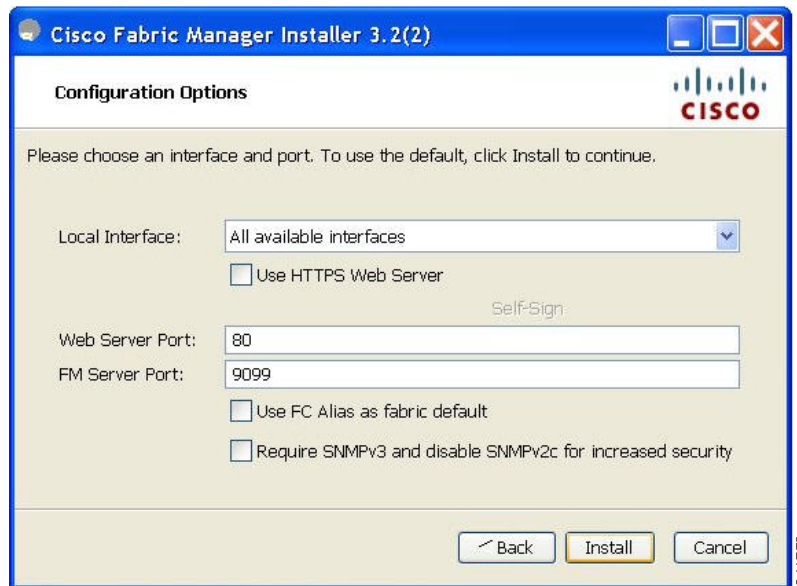 Cisco Fabric Manager Installer 3.2(2)
Configuration Options
CISCO
Please choose an interface and port. To use the default, click Install to continue.
Local Interface: All available interfaces
Use HTTPS Web Server
Self-Sign
Web Server Port: 80
FM Server Port: 9099
Use FC Alias as fabric default
Require SNMPv3 and disable SNMPv2c for increased security
Back Install Cancel